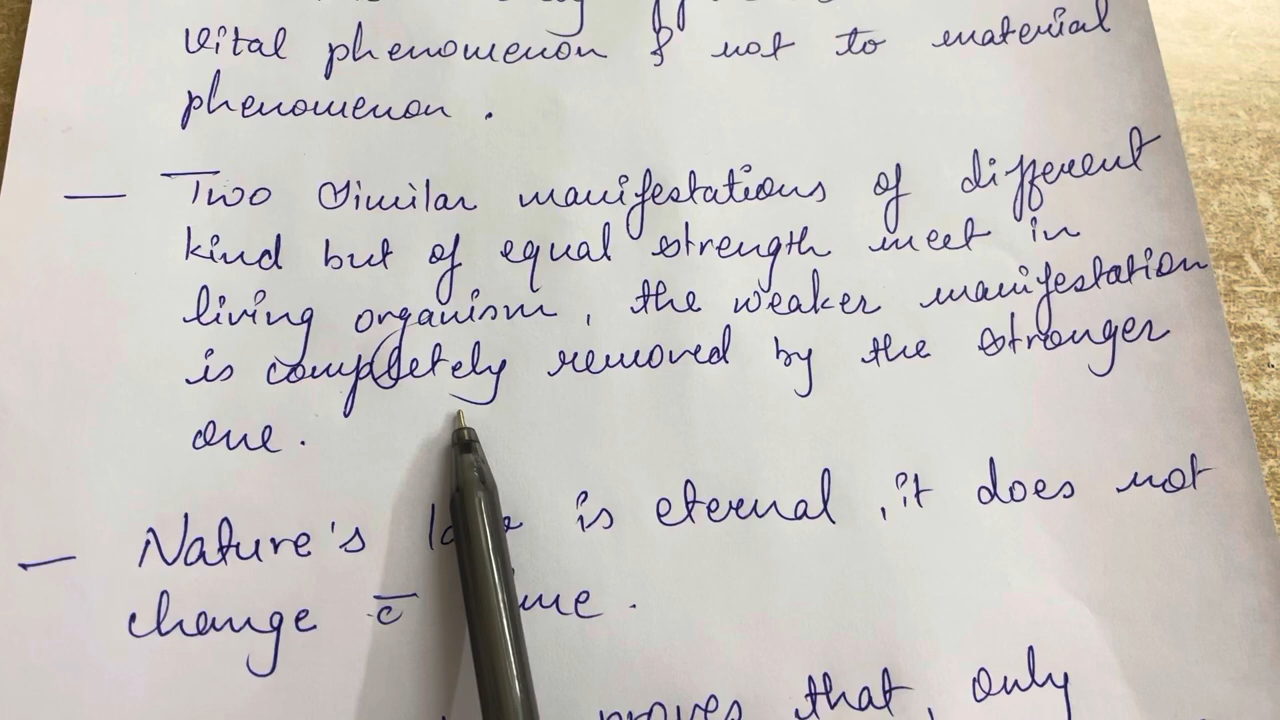 vital phenomenon & not to material
phenomenon.
— Two Similar manifestations of different
kind but of equal strength meet in
living organism, the weaker manifestation
is completely removed by the stronger
one.
— Nature's is eternal, it does not
change c̅
proves that, only